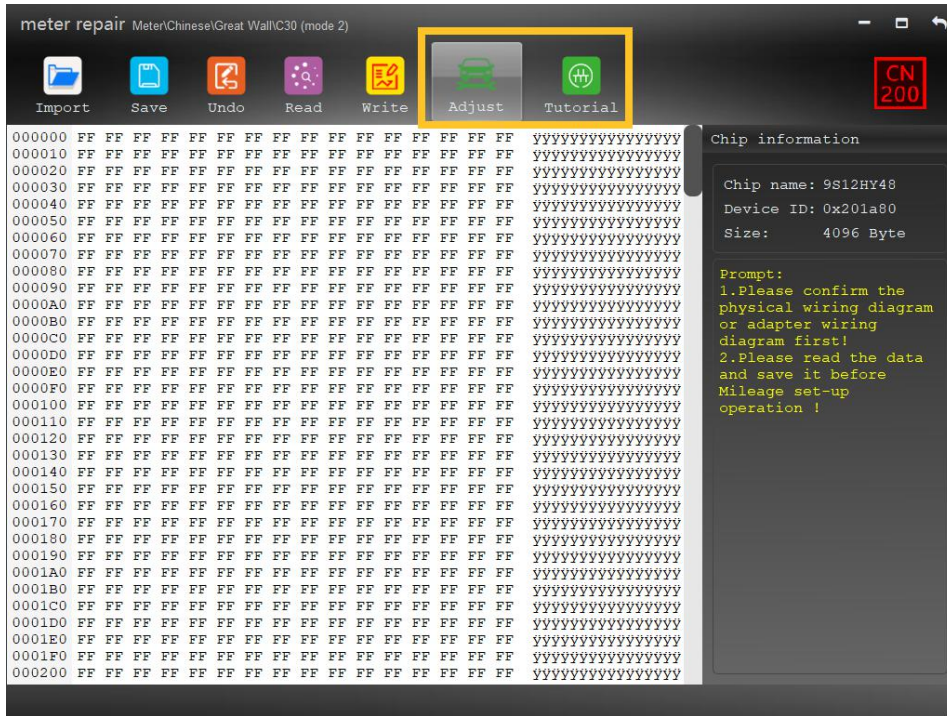 meter repair Meter\Chinese\Great Wall\C30 (mode 2)
Import Save Undo Read Write Adjust Tutorial
CN
200
000000 FF FF FF FF FF FF FF FF FF FF FF FF FF FF FF FF ÿÿÿÿÿÿÿÿÿÿÿÿÿÿÿÿ
000010 FF FF FF FF FF FF FF FF FF FF FF FF FF FF FF FF ÿÿÿÿÿÿÿÿÿÿÿÿÿÿÿÿ
000020 FF FF FF FF FF FF FF FF FF FF FF FF FF FF FF FF ÿÿÿÿÿÿÿÿÿÿÿÿÿÿÿÿ
000030 FF FF FF FF FF FF FF FF FF FF FF FF FF FF FF FF ÿÿÿÿÿÿÿÿÿÿÿÿÿÿÿÿ
000040 FF FF FF FF FF FF FF FF FF FF FF FF FF FF FF FF ÿÿÿÿÿÿÿÿÿÿÿÿÿÿÿÿ
000050 FF FF FF FF FF FF FF FF FF FF FF FF FF FF FF FF ÿÿÿÿÿÿÿÿÿÿÿÿÿÿÿÿ
000060 FF FF FF FF FF FF FF FF FF FF FF FF FF FF FF FF ÿÿÿÿÿÿÿÿÿÿÿÿÿÿÿÿ
000070 FF FF FF FF FF FF FF FF FF FF FF FF FF FF FF FF ÿÿÿÿÿÿÿÿÿÿÿÿÿÿÿÿ
000080 FF FF FF FF FF FF FF FF FF FF FF FF FF FF FF FF ÿÿÿÿÿÿÿÿÿÿÿÿÿÿÿÿ
000090 FF FF FF FF FF FF FF FF FF FF FF FF FF FF FF FF ÿÿÿÿÿÿÿÿÿÿÿÿÿÿÿÿ
0000A0 FF FF FF FF FF FF FF FF FF FF FF FF FF FF FF FF ÿÿÿÿÿÿÿÿÿÿÿÿÿÿÿÿ
0000B0 FF FF FF FF FF FF FF FF FF FF FF FF FF FF FF FF ÿÿÿÿÿÿÿÿÿÿÿÿÿÿÿÿ
0000C0 FF FF FF FF FF FF FF FF FF FF FF FF FF FF FF FF ÿÿÿÿÿÿÿÿÿÿÿÿÿÿÿÿ
0000D0 FF FF FF FF FF FF FF FF FF FF FF FF FF FF FF FF ÿÿÿÿÿÿÿÿÿÿÿÿÿÿÿÿ
0000E0 FF FF FF FF FF FF FF FF FF FF FF FF FF FF FF FF ÿÿÿÿÿÿÿÿÿÿÿÿÿÿÿÿ
0000F0 FF FF FF FF FF FF FF FF FF FF FF FF FF FF FF FF ÿÿÿÿÿÿÿÿÿÿÿÿÿÿÿÿ
000100 FF FF FF FF FF FF FF FF FF FF FF FF FF FF FF FF ÿÿÿÿÿÿÿÿÿÿÿÿÿÿÿÿ
000110 FF FF FF FF FF FF FF FF FF FF FF FF FF FF FF FF ÿÿÿÿÿÿÿÿÿÿÿÿÿÿÿÿ
000120 FF FF FF FF FF FF FF FF FF FF FF FF FF FF FF FF ÿÿÿÿÿÿÿÿÿÿÿÿÿÿÿÿ
000130 FF FF FF FF FF FF FF FF FF FF FF FF FF FF FF FF ÿÿÿÿÿÿÿÿÿÿÿÿÿÿÿÿ
000140 FF FF FF FF FF FF FF FF FF FF FF FF FF FF FF FF ÿÿÿÿÿÿÿÿÿÿÿÿÿÿÿÿ
000150 FF FF FF FF FF FF FF FF FF FF FF FF FF FF FF FF ÿÿÿÿÿÿÿÿÿÿÿÿÿÿÿÿ
000160 FF FF FF FF FF FF FF FF FF FF FF FF FF FF FF FF ÿÿÿÿÿÿÿÿÿÿÿÿÿÿÿÿ
000170 FF FF FF FF FF FF FF FF FF FF FF FF FF FF FF FF ÿÿÿÿÿÿÿÿÿÿÿÿÿÿÿÿ
000180 FF FF FF FF FF FF FF FF FF FF FF FF FF FF FF FF ÿÿÿÿÿÿÿÿÿÿÿÿÿÿÿÿ
000190 FF FF FF FF FF FF FF FF FF FF FF FF FF FF FF FF ÿÿÿÿÿÿÿÿÿÿÿÿÿÿÿÿ
0001A0 FF FF FF FF FF FF FF FF FF FF FF FF FF FF FF FF ÿÿÿÿÿÿÿÿÿÿÿÿÿÿÿÿ
0001B0 FF FF FF FF FF FF FF FF FF FF FF FF FF FF FF FF ÿÿÿÿÿÿÿÿÿÿÿÿÿÿÿÿ
0001C0 FF FF FF FF FF FF FF FF FF FF FF FF FF FF FF FF ÿÿÿÿÿÿÿÿÿÿÿÿÿÿÿÿ
0001D0 FF FF FF FF FF FF FF FF FF FF FF FF FF FF FF FF ÿÿÿÿÿÿÿÿÿÿÿÿÿÿÿÿ
0001E0 FF FF FF FF FF FF FF FF FF FF FF FF FF FF FF FF ÿÿÿÿÿÿÿÿÿÿÿÿÿÿÿÿ
0001F0 FF FF FF FF FF FF FF FF FF FF FF FF FF FF FF FF ÿÿÿÿÿÿÿÿÿÿÿÿÿÿÿÿ
000200 FF FF FF FF FF FF FF FF FF FF FF FF FF FF FF FF ÿÿÿÿÿÿÿÿÿÿÿÿÿÿÿÿ
Chip information
Chip name: 9S12HY48
Device ID: 0x201a80
Size: 4096 Byte
Prompt:
1.Please confirm the
physical wiring diagram
or adapter wiring
diagram first!
2.Please read the data
and save it before
Mileage set-up
operation !